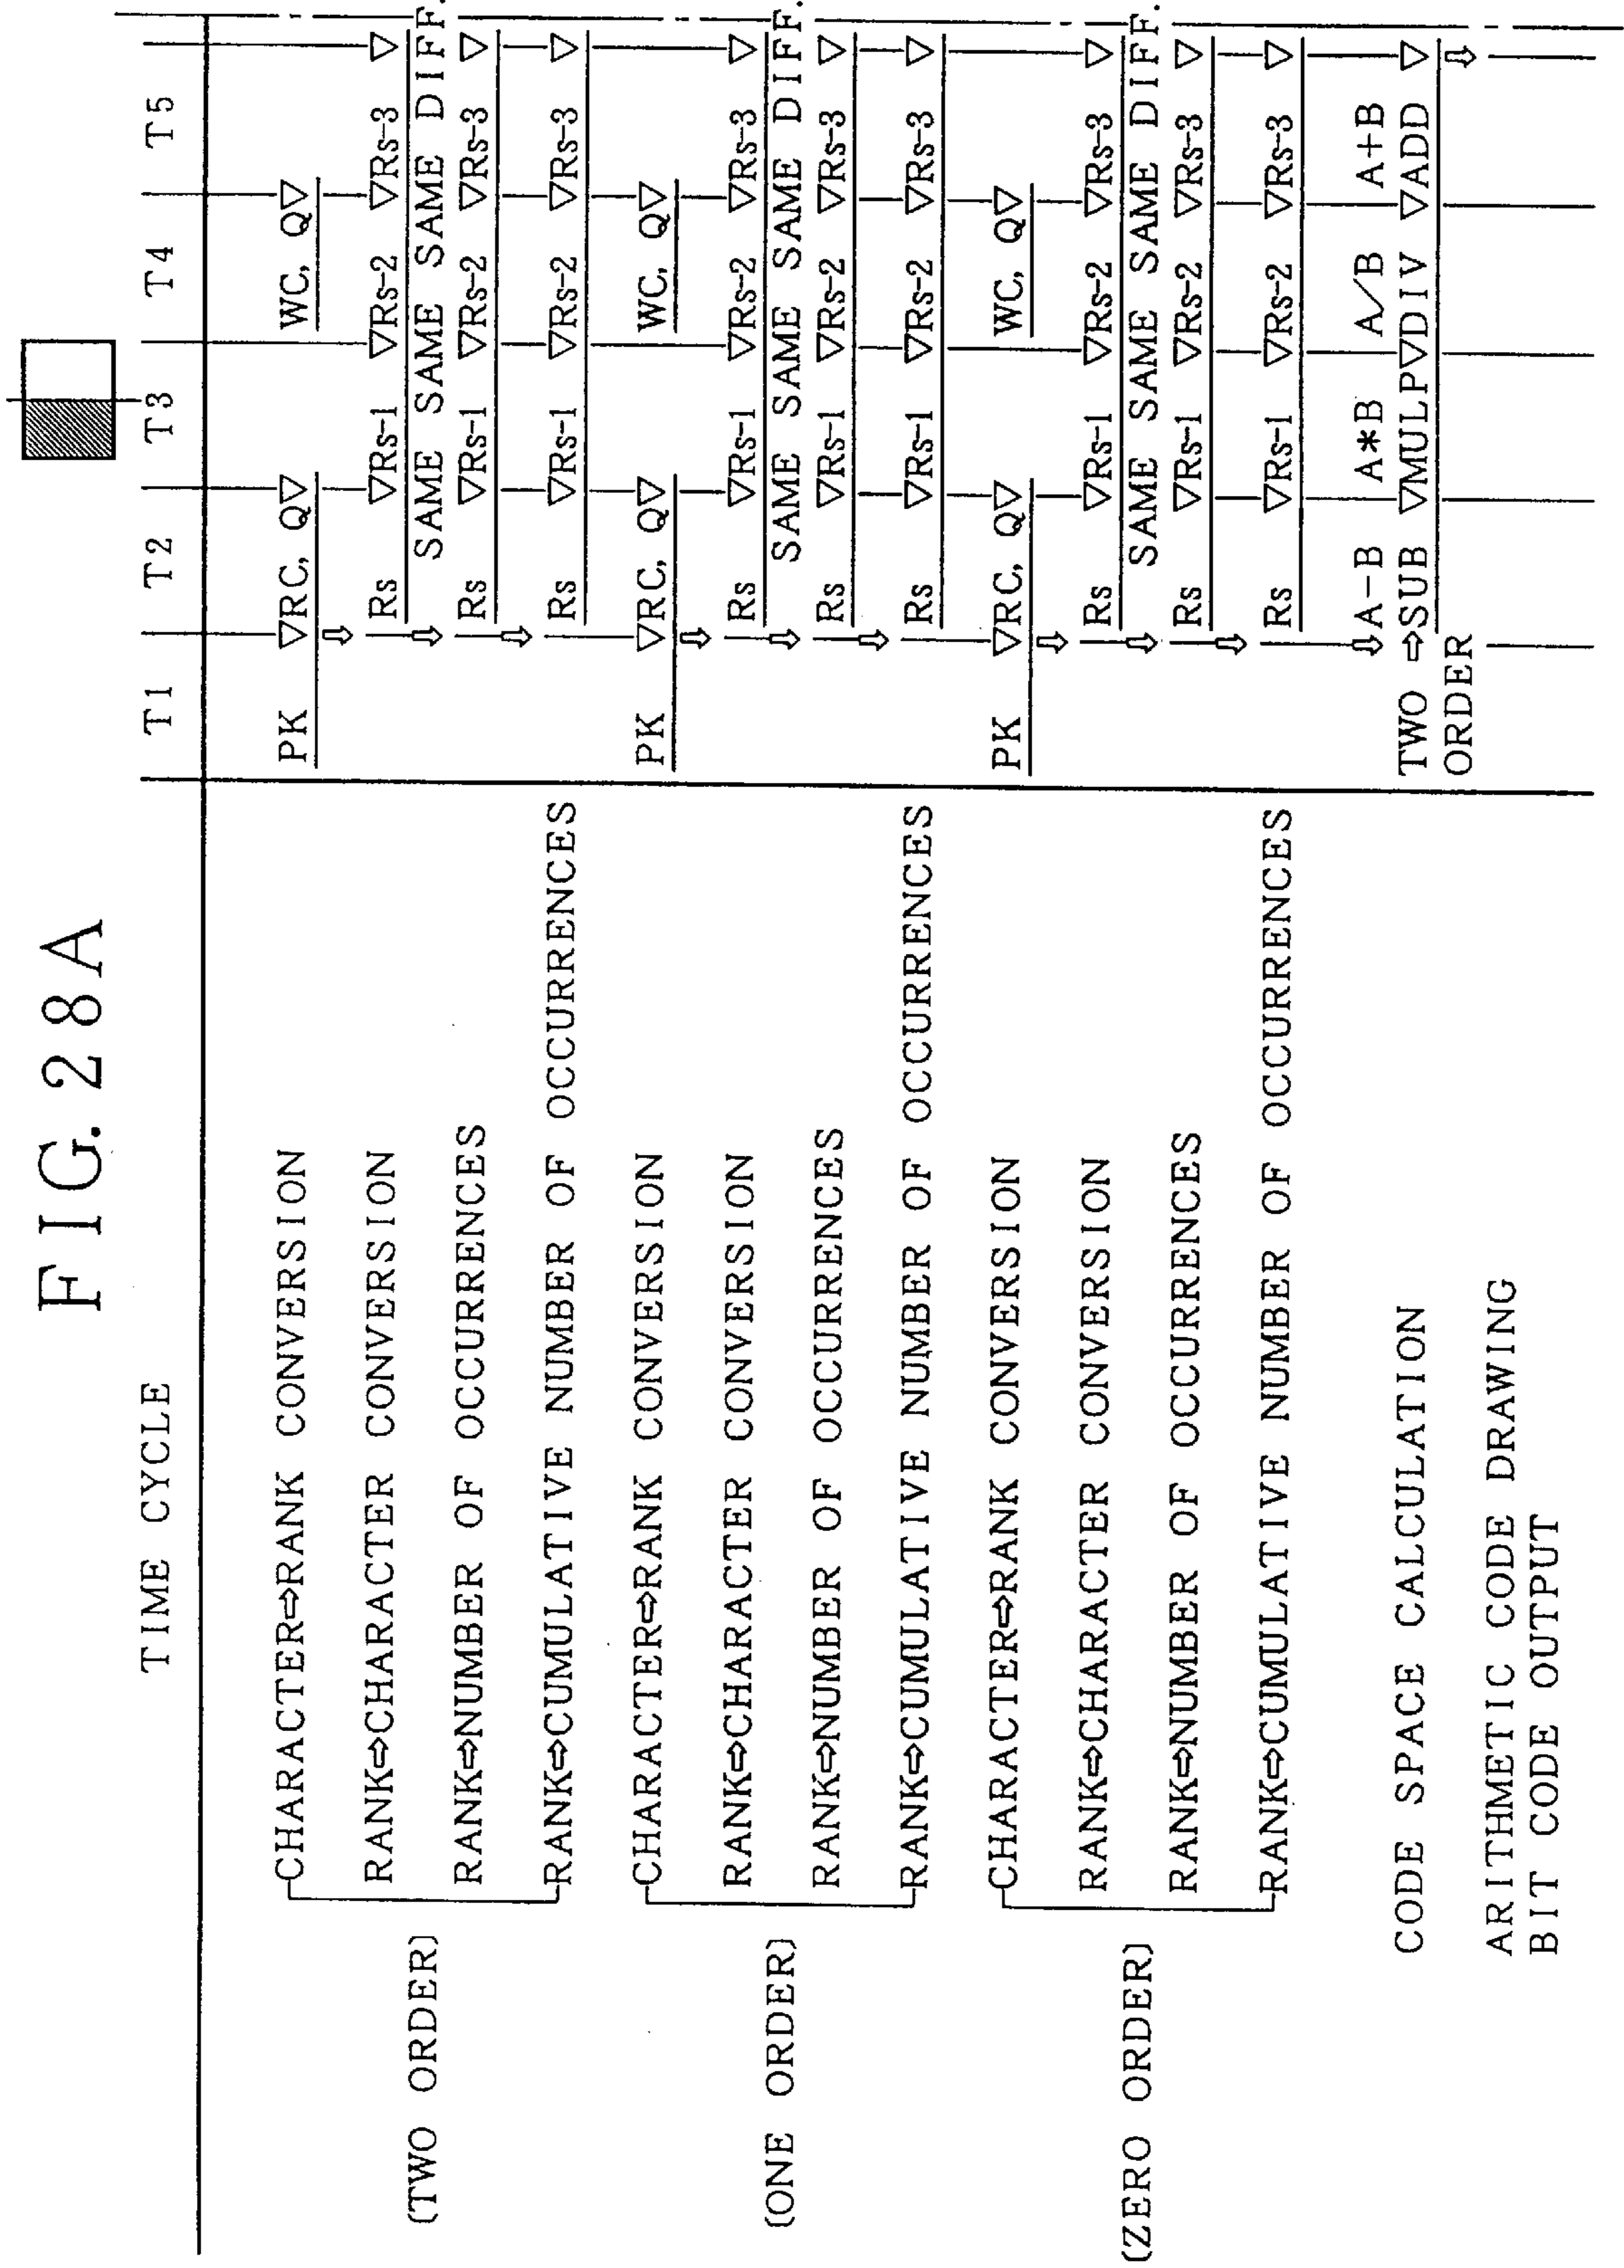 FIG. 28A
TIME CYCLE T1 T2 T3 T4 T5
(TWO ORDER)
CHARACTER⇨RANK CONVERSION PK ▽RC, Q▽ WC, Q▽
RANK⇨CHARACTER CONVERSION Rs ▽Rs-1 ▽Rs-2 ▽Rs-3 ▽
SAME SAME SAME DIFF.
RANK⇨NUMBER OF OCCURRENCES Rs ▽Rs-1 ▽Rs-2 ▽Rs-3 ▽
RANK⇨CUMULATIVE NUMBER OF OCCURRENCES Rs ▽Rs-1 ▽Rs-2 ▽Rs-3 ▽
(ONE ORDER)
CHARACTER⇨RANK CONVERSION PK ▽RC, Q▽ WC, Q▽
RANK⇨CHARACTER CONVERSION Rs ▽Rs-1 ▽Rs-2 ▽Rs-3 ▽
SAME SAME SAME DIFF.
RANK⇨NUMBER OF OCCURRENCES Rs ▽Rs-1 ▽Rs-2 ▽Rs-3 ▽
RANK⇨CUMULATIVE NUMBER OF OCCURRENCES Rs ▽Rs-1 ▽Rs-2 ▽Rs-3 ▽
(ZERO ORDER)
CHARACTER⇨RANK CONVERSION PK ▽RC, Q▽ WC, Q▽
RANK⇨CHARACTER CONVERSION Rs ▽Rs-1 ▽Rs-2 ▽Rs-3 ▽
SAME SAME SAME DIFF.
RANK⇨NUMBER OF OCCURRENCES Rs ▽Rs-1 ▽Rs-2 ▽Rs-3 ▽
RANK⇨CUMULATIVE NUMBER OF OCCURRENCES Rs ▽Rs-1 ▽Rs-2 ▽Rs-3 ▽
A-B A*B A/B A+B
CODE SPACE CALCULATION TWO ⇨SUB ▽MULP▽DIV ▽ADD ▽
ORDER
ARITHMETIC CODE DRAWING
BIT CODE OUTPUT